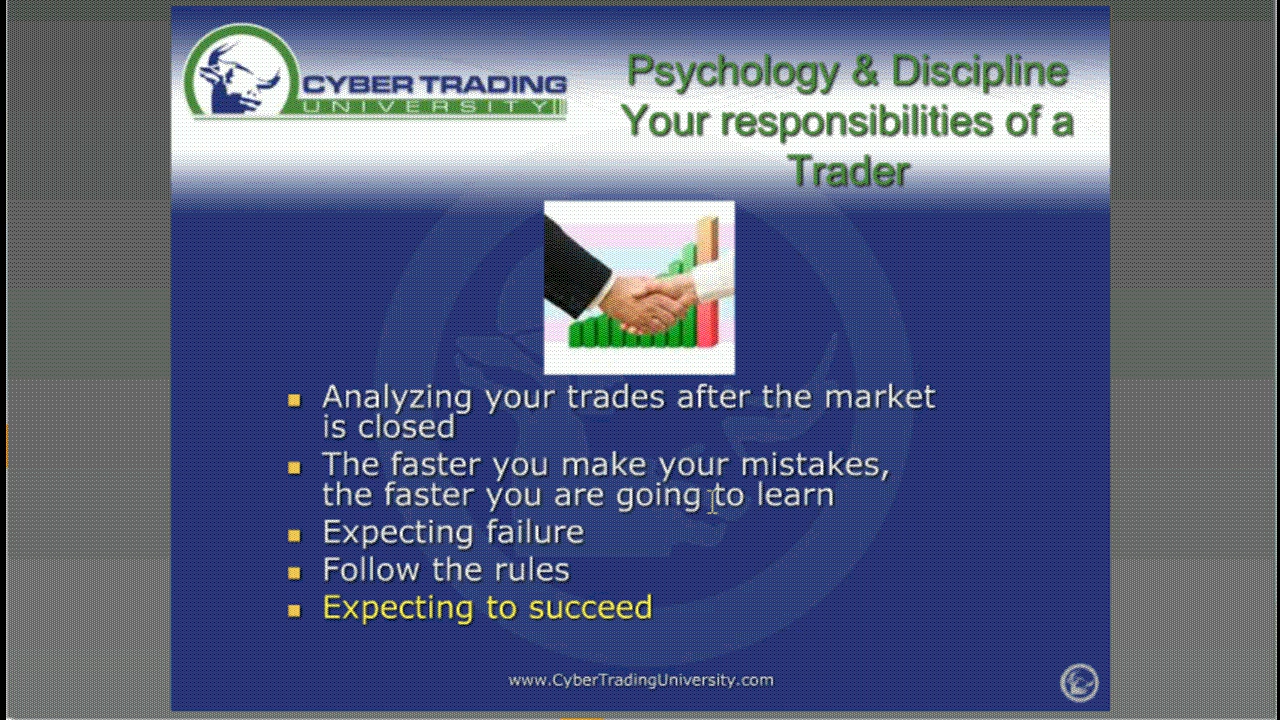 CYBER TRADING
UNIVERSITY
Psychology & Discipline
Your responsibilities of a
Trader
Analyzing your trades after the market
is closed
The faster you make your mistakes,
the faster you are going to learn
Expecting failure
Follow the rules
Expecting to succeed
www.CyberTradingUniversity.com